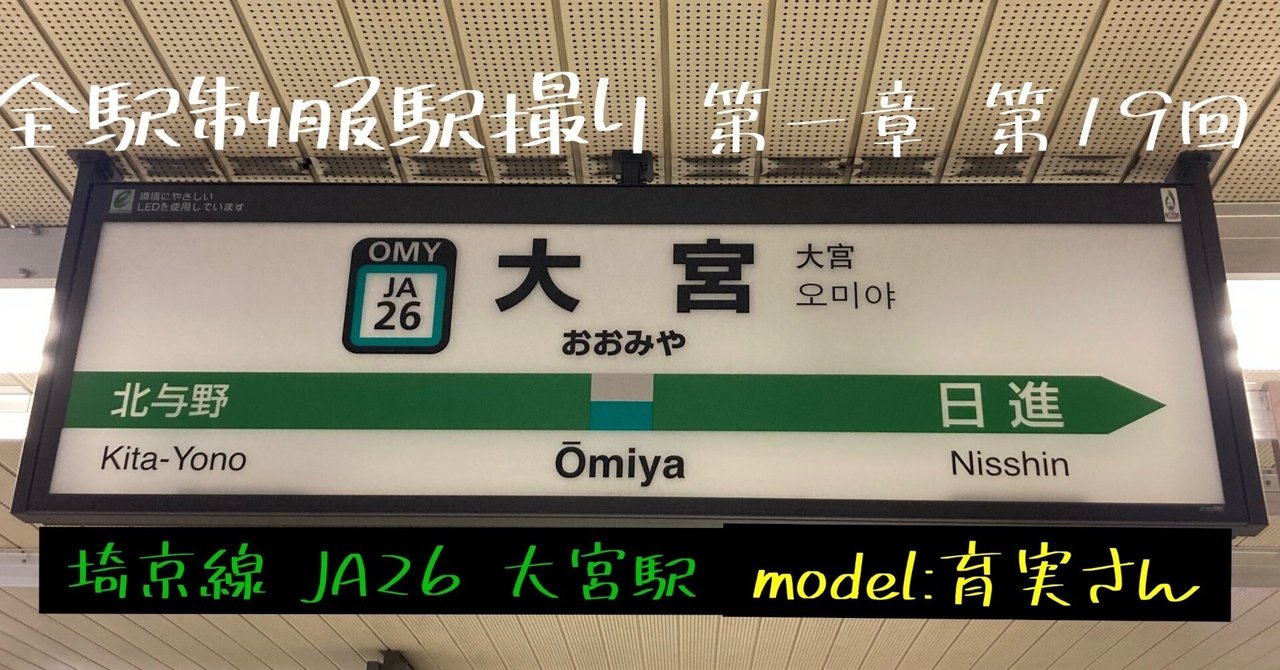 全駅制服駅撮り 第一章 第19回
環境にやさしい
LEDを使用しています
OMY
JA
26
大宮
おおみや
大宮
오미야
北与野
日進
Kita-Yono
Ōmiya
Nisshin
埼京線 JA26 大宮駅
model:育実さん